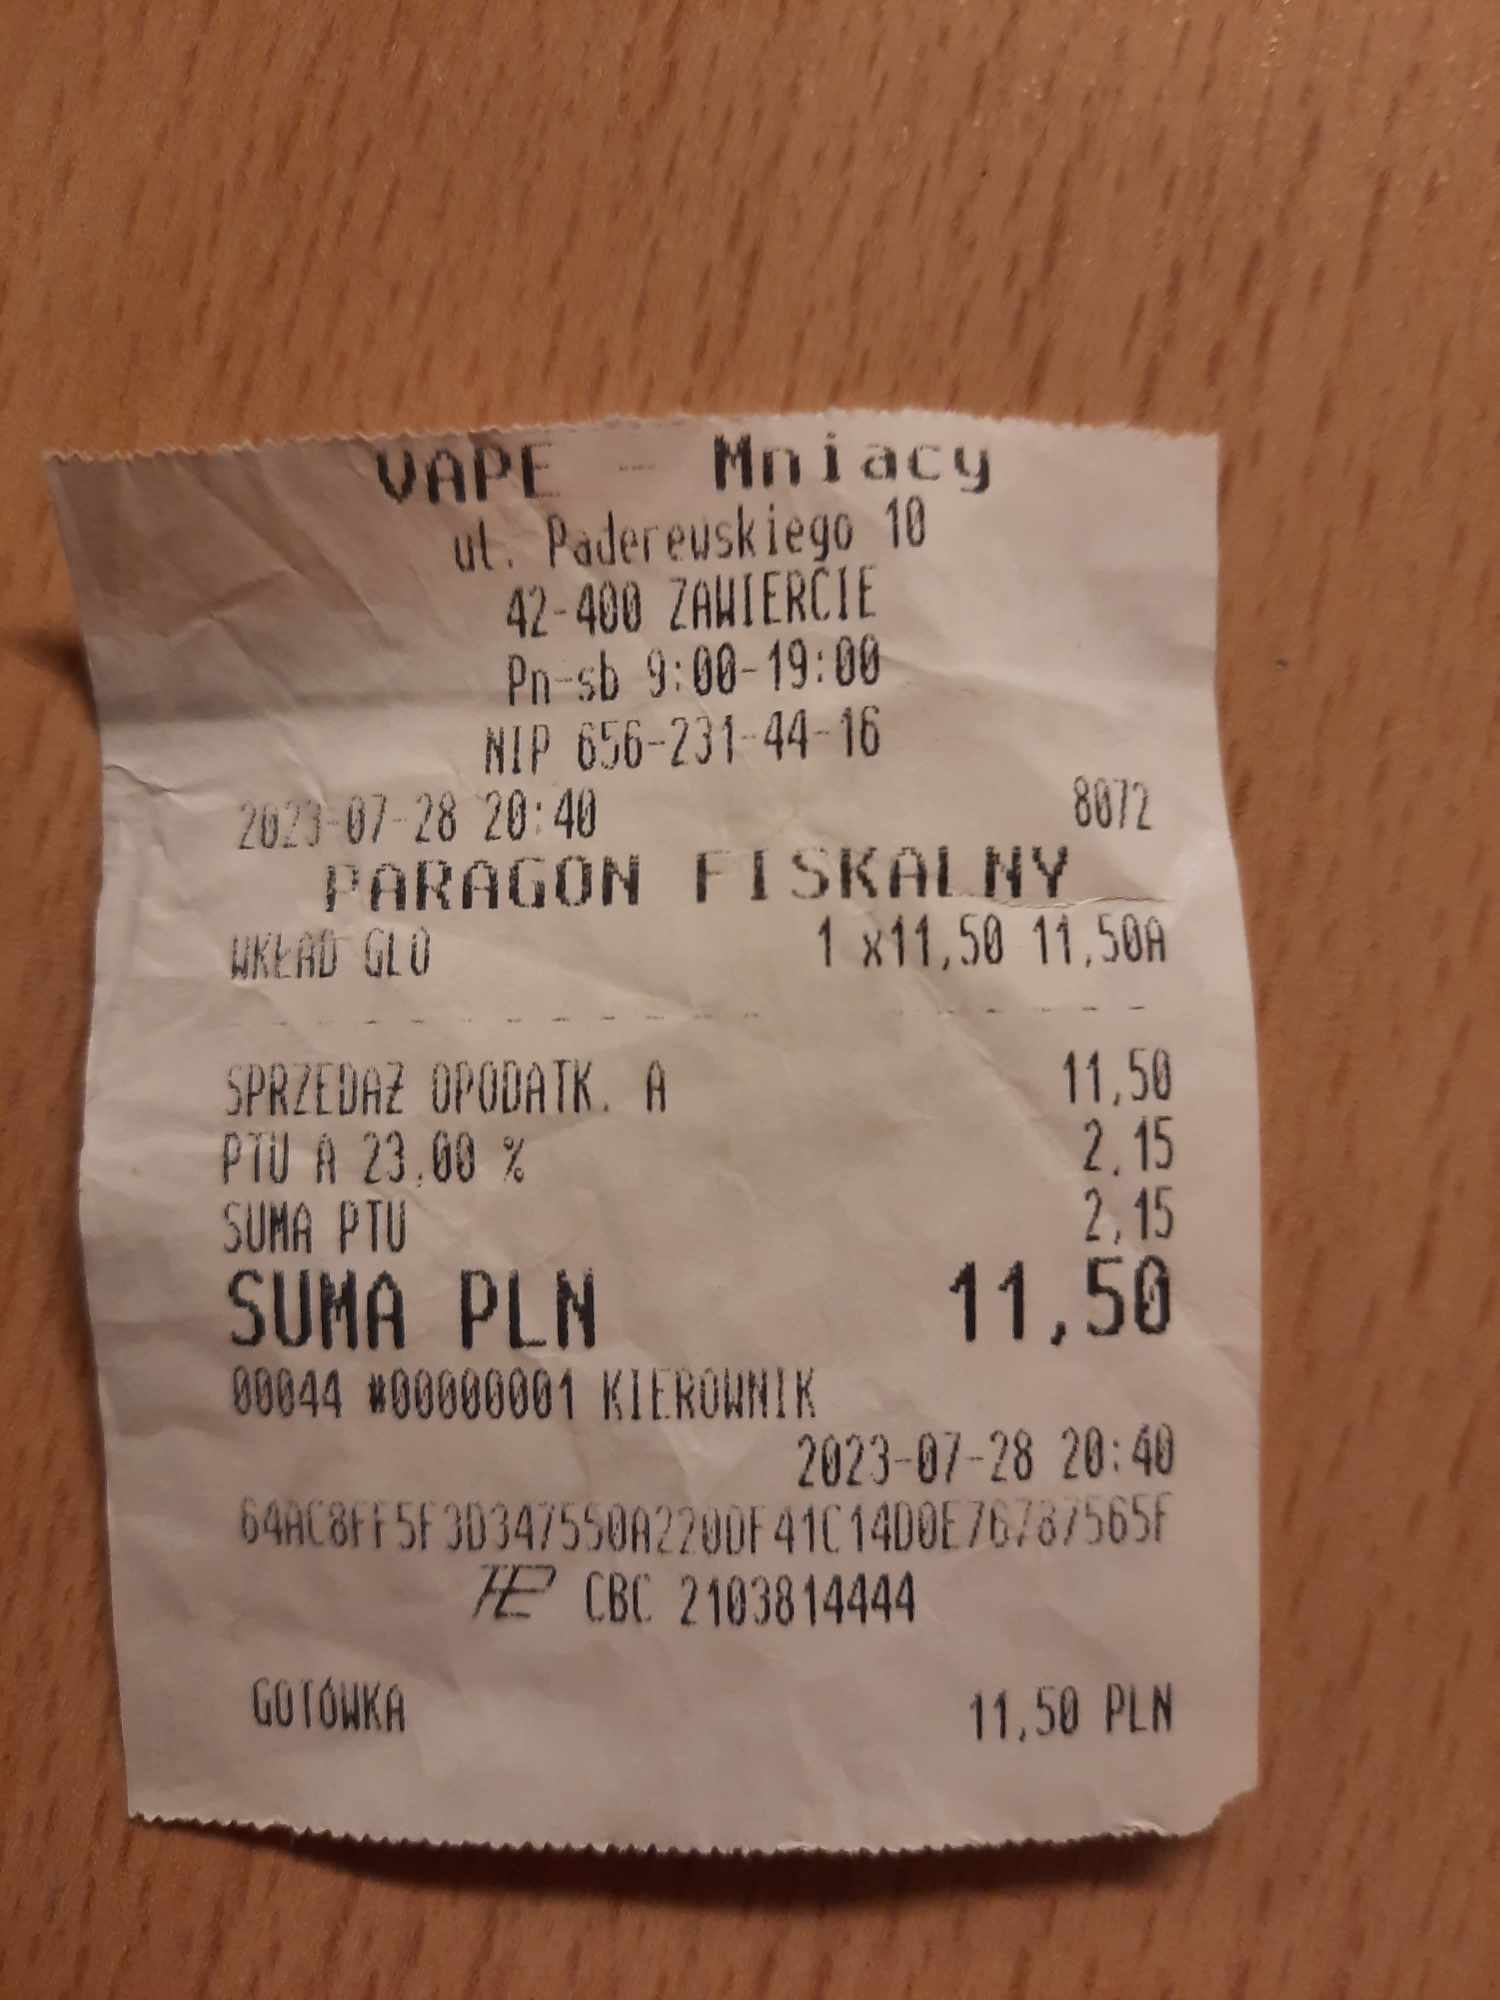 VAPE - Mniacy
ul. Paderewskiego 10
42-400 ZAWIERCIE
Pn-sb 9:00-19:00
NIP 656-231-44-16
2023-07-28 20:40 8072
PARAGON FISKALNY
WKŁAD GLO 1 x11,50 11,50A
SPRZEDAŻ OPODATK. A 11,50
PTU A 23,00 % 2,15
SUMA PTU 2,15
SUMA PLN 11,50
00044 #00000001 KIEROWNIK
2023-07-28 20:40
64AC8FF5F3D347550A220DF41C14D0E76787565F
CBC 2103814444
GOTÓWKA 11,50 PLN